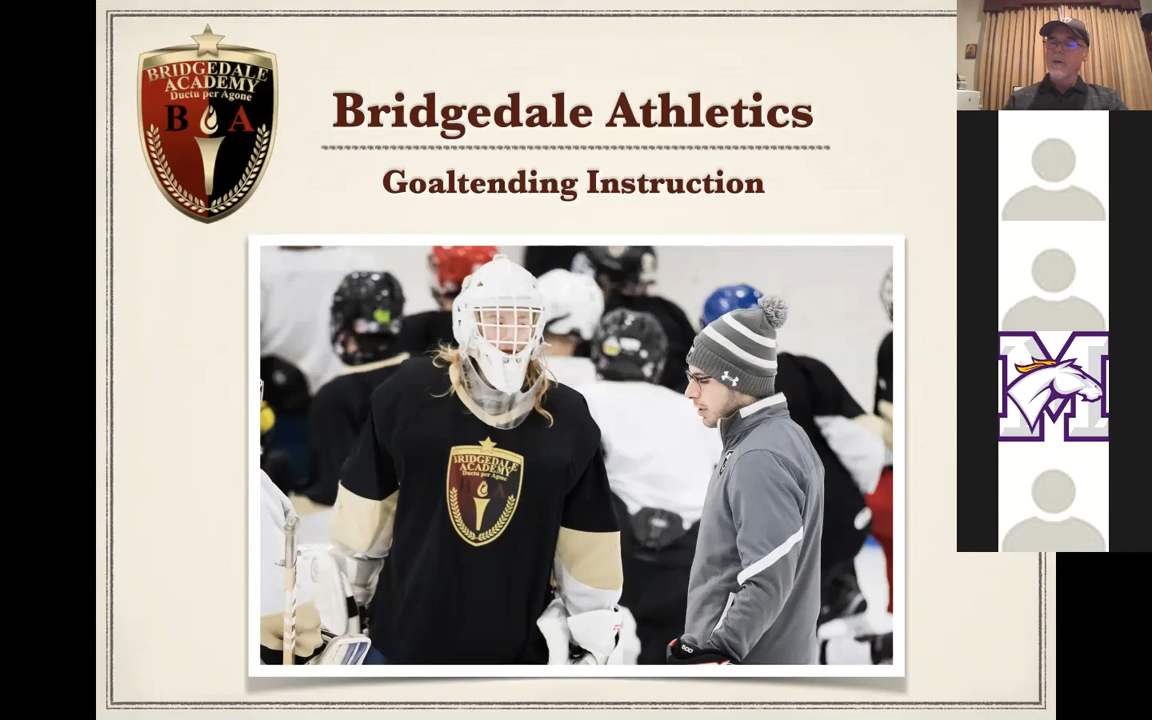 BRIDGEDALE
ACADEMY
Ductu per Agone
B A
Bridgedale Athletics
Goaltending Instruction
BRIDGEDALE
ACADEMY
Ductu per Agone
B A
M